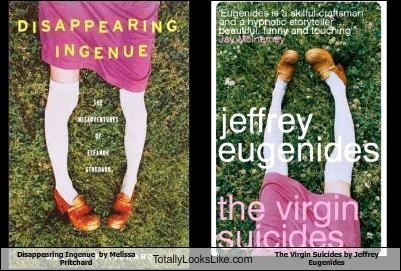 DISAPPEARING
INGENUE
THE
MISADVENTURES
OF
ELEANOR
STODDARD
"Eugenides is a skilful craftsman
and a hypnotic storyteller ...
beautiful, funny and touching"
Jay McInerney
jeffrey
eugenides
the virgin
suicides
Disappearing Ingenue by Melissa
Pritchard
TotallyLooksLike.com
The Virgin Suicides by Jeffrey
Eugenides